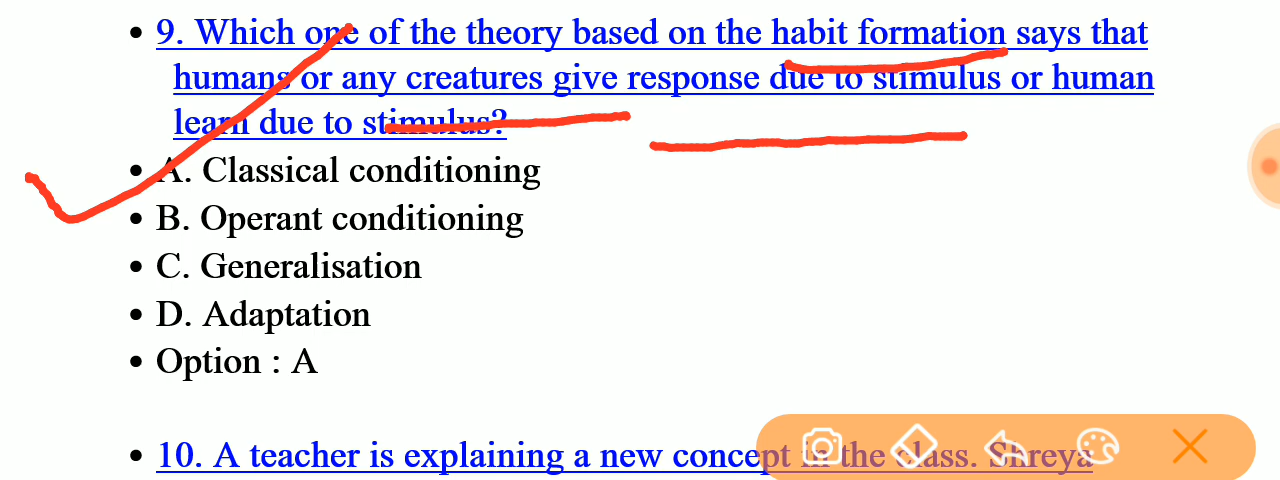 • 9. Which one of the theory based on the habit formation says that
humans or any creatures give response due to stimulus or human
learn due to stimulus?
• A. Classical conditioning
• B. Operant conditioning
• C. Generalisation
• D. Adaptation
• Option : A
• 10. A teacher is explaining a new concept in the class. Shreya